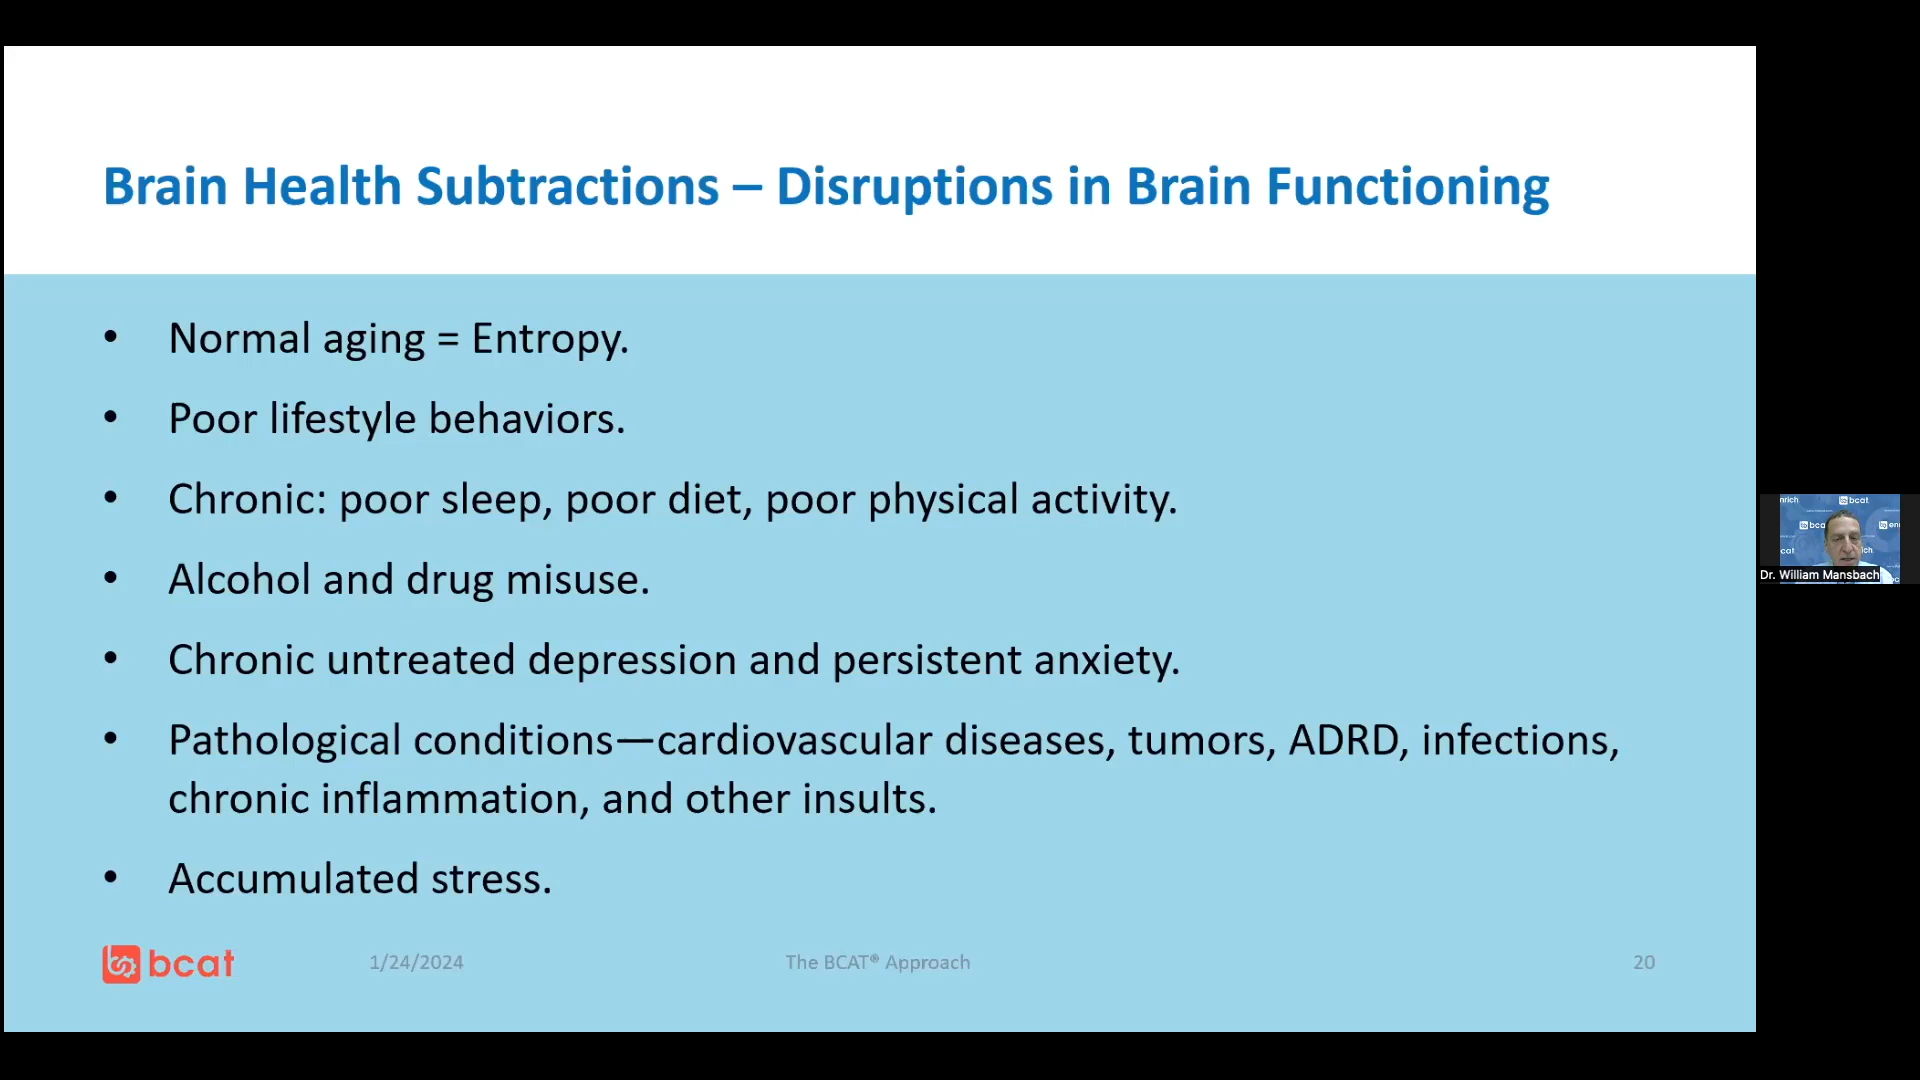 Brain Health Subtractions – Disruptions in Brain Functioning
• Normal aging = Entropy.
• Poor lifestyle behaviors.
• Chronic: poor sleep, poor diet, poor physical activity.
• Alcohol and drug misuse.
• Chronic untreated depression and persistent anxiety.
• Pathological conditions—cardiovascular diseases, tumors, ADRD, infections,
chronic inflammation, and other insults.
• Accumulated stress.
bcat
1/24/2024
The BCAT® Approach
20
bcat
bca
Dr. William Mansbach